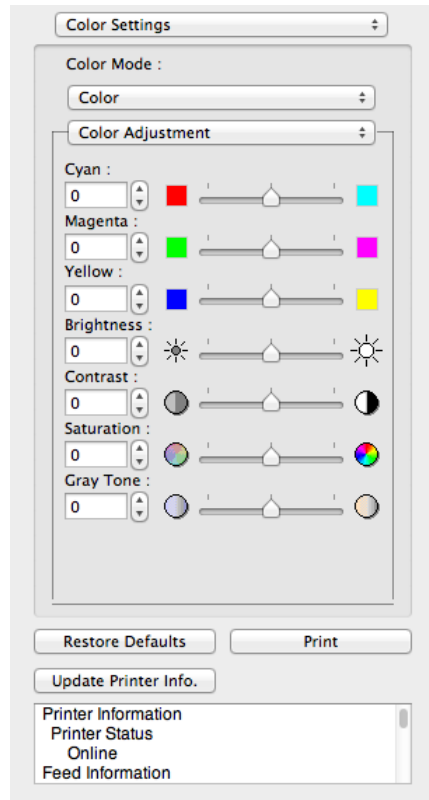 Color Settings
Color Mode :
Color
Color Adjustment
Cyan :
0
Magenta :
0
Yellow :
0
Brightness :
0
Contrast :
0
Saturation :
0
Gray Tone :
0
Restore Defaults
Print
Update Printer Info.
Printer Information
Printer Status
Online
Feed Information